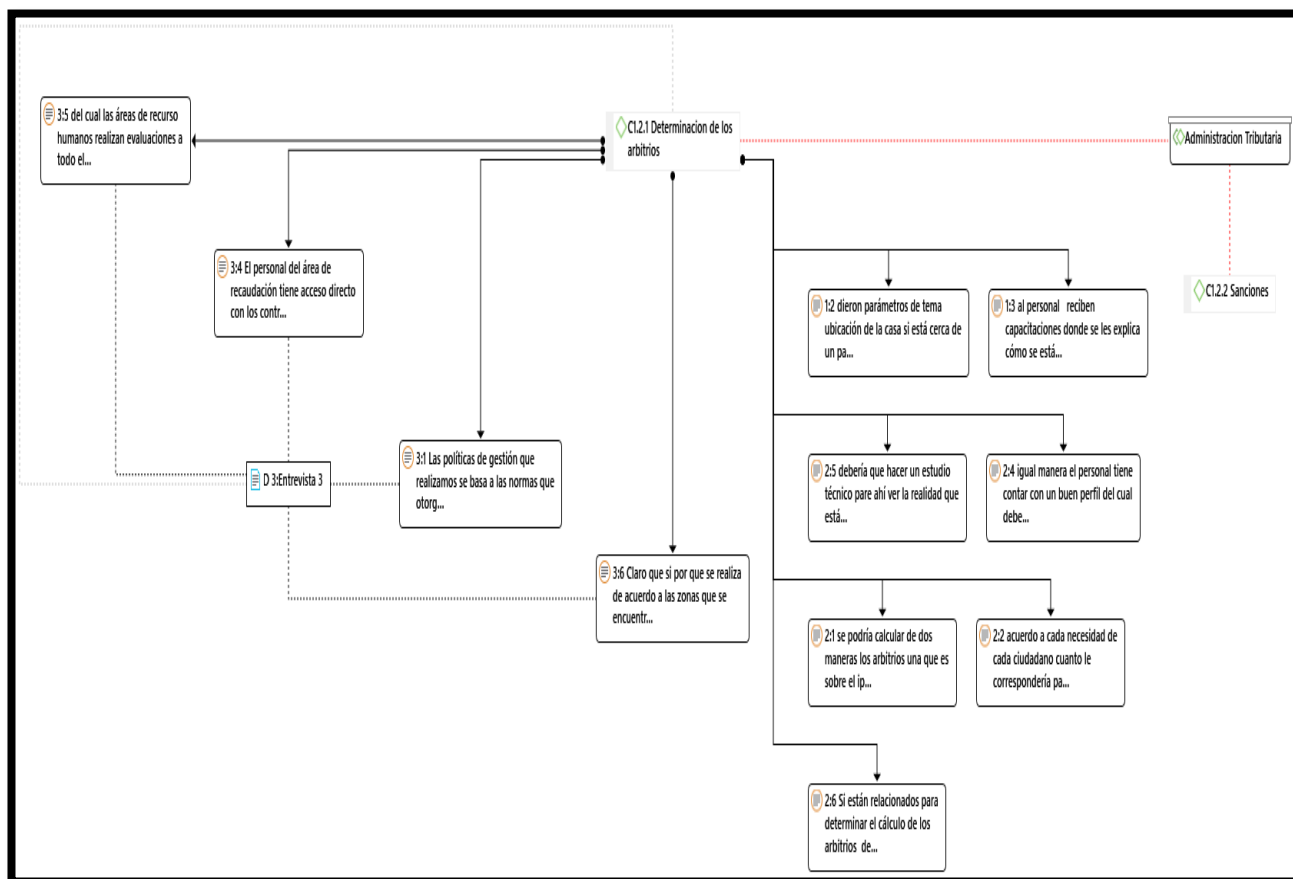 3:5 del cual las áreas de recurso
humanos realizan evaluaciones a
todo el...
C1.2.1 Determinacion de los
arbitrios
Administracion Tributaria
3:4 El personal del área de
recaudación tiene acceso directo
con los contr...
C1.2.2 Sanciones
1:2 dieron parámetros de tema
ubicación de la casa si está cerca de
un pa...
1:3 al personal reciben
capacitaciones donde se les explica
cómo se está...
3:1 Las políticas de gestión que
realizamos se basa a las normas que
otorg...
D 3:Entrevista 3
2:5 debería que hacer un estudio
técnico pare ahí ver la realidad que
está...
2:4 igual manera el personal tiene
contar con un buen perfil del cual
debe...
3:6 Claro que si por que se realiza
de acuerdo a las zonas que se
encuentr...
2:1 se podría calcular de dos
maneras los arbitrios una que es
sobre el ip...
2:2 acuerdo a cada necesidad de
cada ciudadano cuanto le
correspondería pa...
2:6 Si están relacionados para
determinar el cálculo de los
arbitrios de...